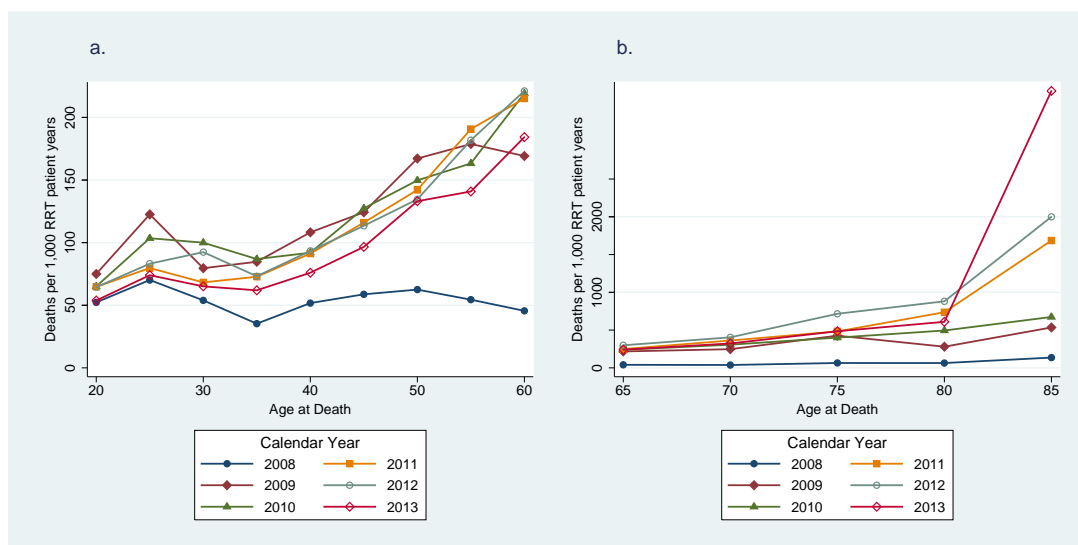 a.
Deaths per 1,000 RRT patient years
200
150
100
50
0
20 30 40 50 60
Age at Death
Calendar Year
2008 2011
2009 2012
2010 2013
b.
Deaths per 1,000 RRT patient years
2000
1000
0
65 70 75 80 85
Age at Death
Calendar Year
2008 2011
2009 2012
2010 2013